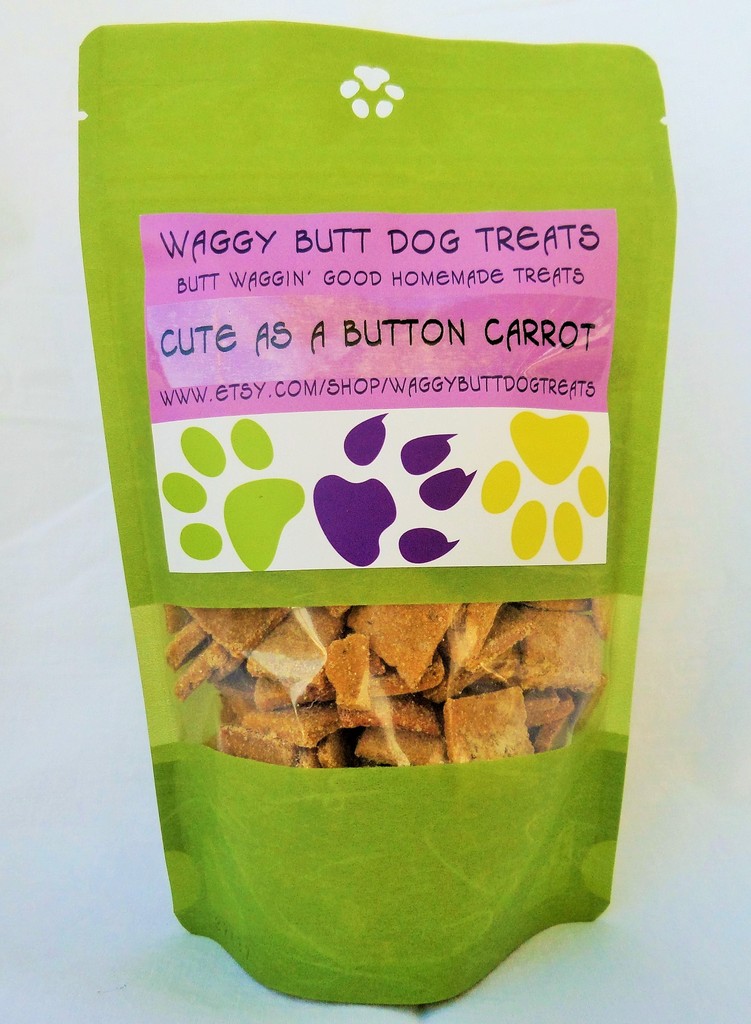 WAGGY BUTT DOG TREATS
BUTT WAGGIN' GOOD HOMEMADE TREATS
CUTE AS A BUTTON CARROT
WWW.ETSY.COM/SHOP/WAGGYBUTTDOGTREATS